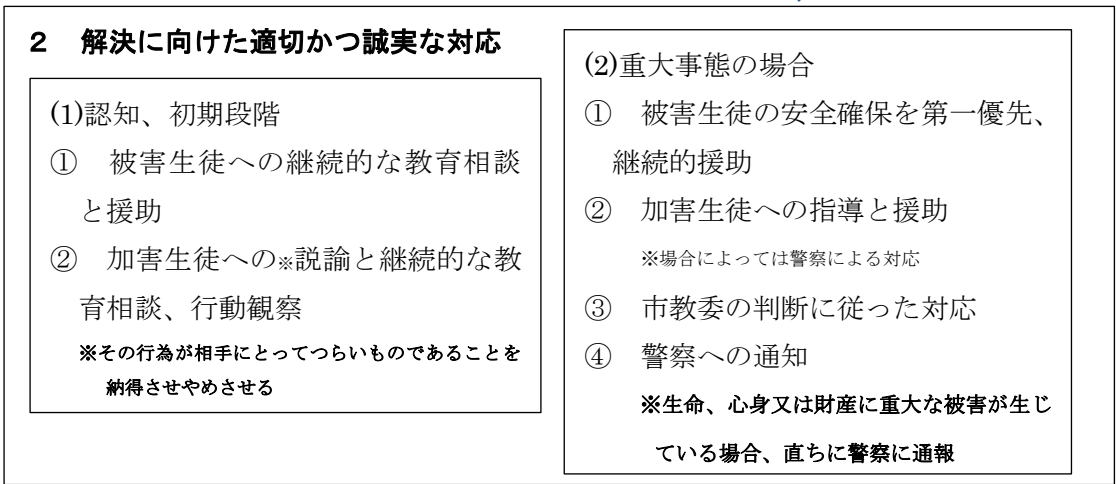 ２　解決に向けた適切かつ誠実な対応
(1)認知、初期段階
①　被害生徒への継続的な教育相談
と援助
②　加害生徒への※説諭と継続的な教
育相談、行動観察
※その行為が相手にとってつらいものであることを
納得させやめさせる
(2)重大事態の場合
①　被害生徒の安全確保を第一優先、
継続的援助
②　加害生徒への指導と援助
※場合によっては警察による対応
③　市教委の判断に従った対応
④　警察への通知
※生命、心身又は財産に重大な被害が生じ
ている場合、直ちに警察に通報